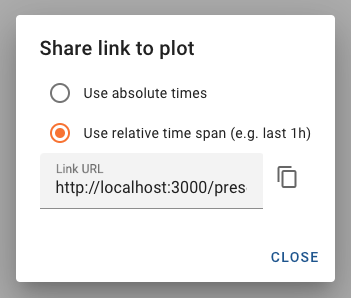 Share link to plot
Use absolute times
Use relative time span (e.g. last 1h)
Link URL
http://localhost:3000/pres
CLOSE